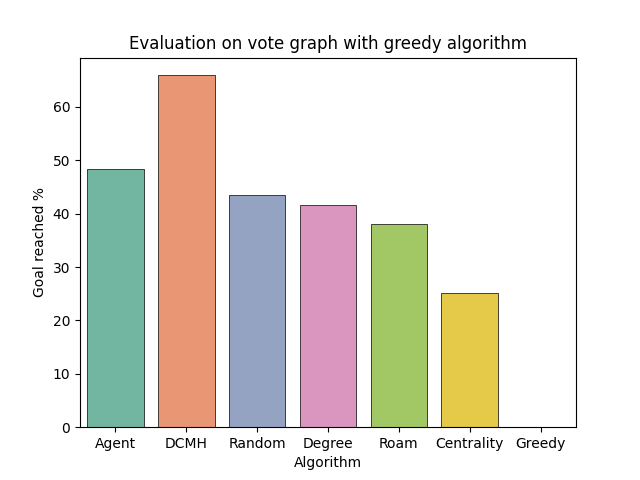 Evaluation on vote graph with greedy algorithm
Goal reached %
60
50
40
30
20
10
0
Agent DCMH Random Degree Roam Centrality Greedy
Algorithm